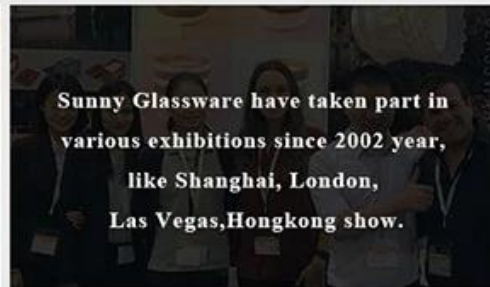 Sunny Glassware have taken part in
various exhibitions since 2002 year,
like Shanghai, London,
Las Vegas,Hongkong show.